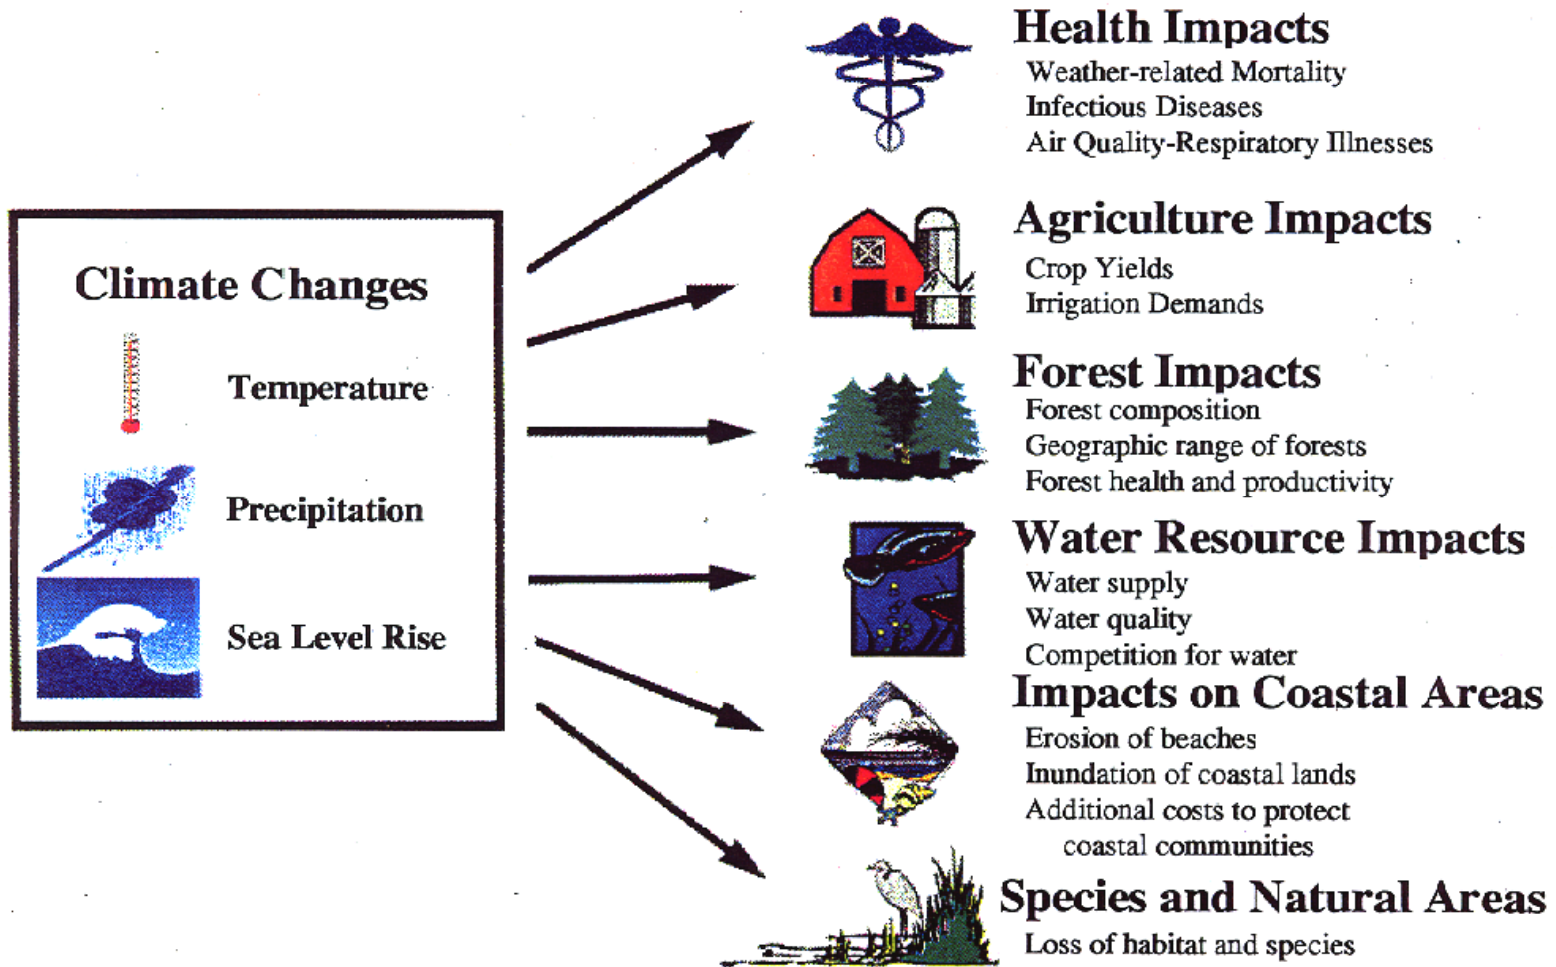 Climate Changes
Temperature
Precipitation
Sea Level Rise
Health Impacts
Weather-related Mortality
Infectious Diseases
Air Quality-Respiratory Illnesses
Agriculture Impacts
Crop Yields
Irrigation Demands
Forest Impacts
Forest composition
Geographic range of forests
Forest health and productivity
Water Resource Impacts
Water supply
Water quality
Competition for water
Impacts on Coastal Areas
Erosion of beaches
Inundation of coastal lands
Additional costs to protect
coastal communities
Species and Natural Areas
Loss of habitat and species